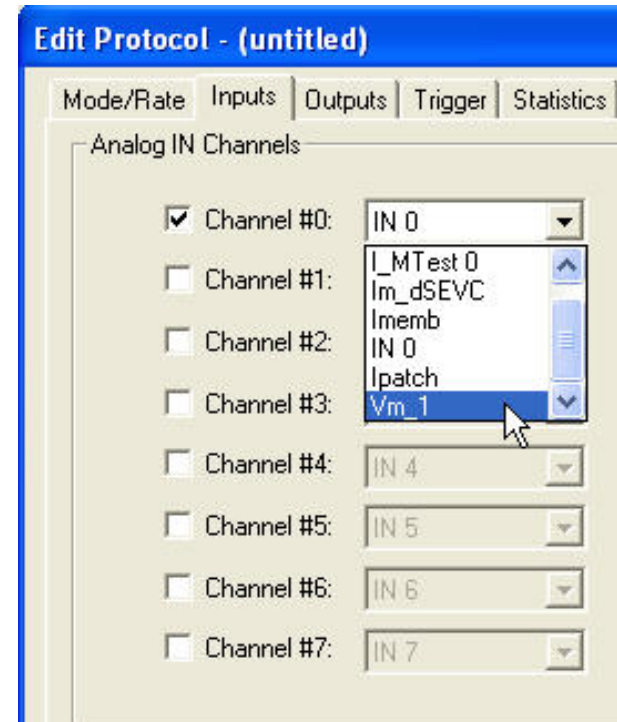 Edit Protocol - (untitled)
Mode/Rate Inputs Outputs Trigger Statistics
Analog IN Channels
Channel #0: IN 0
I_MTest 0
Channel #1:
Im_dSEVC
Imemb
Channel #2:
IN 0
Ipatch
Channel #3:
Vm_1
Channel #4: IN 4
Channel #5: IN 5
Channel #6: IN 6
Channel #7: IN 7